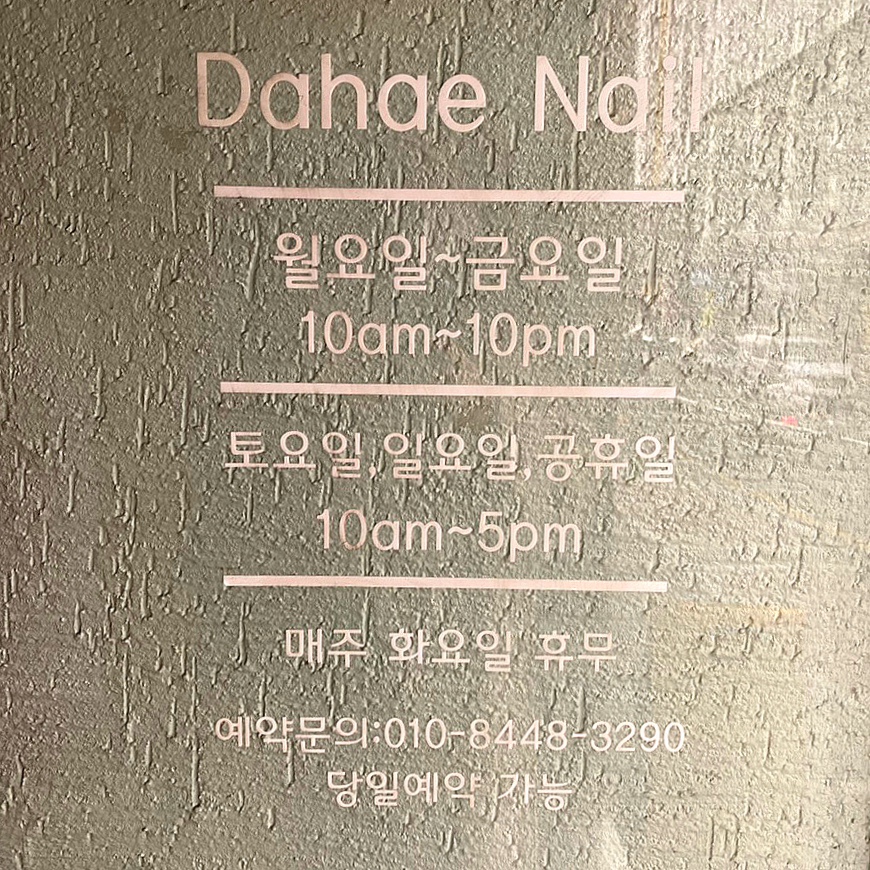 Dahae Nail
월요일~금요일
10am~10pm
토요일,일요일,공휴일
10am~5pm
매주 화요일 휴무
예약문의:010-8448-3290
당일예약 가능